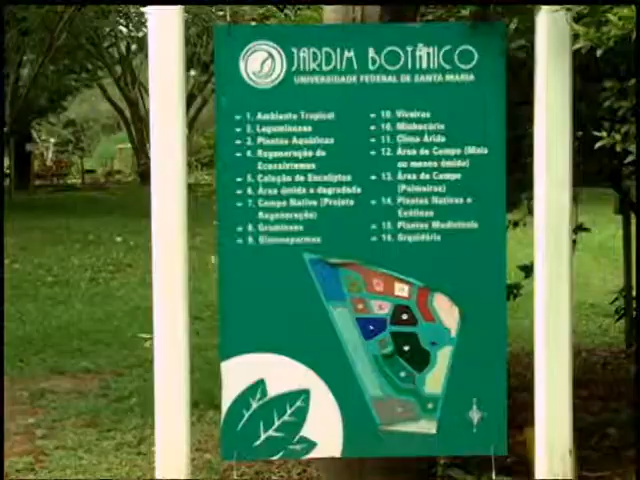 JARDIM BOTÂNICO
UNIVERSIDADE FEDERAL DE SANTA MARIA
1. Ambiente Tropical
2. Leguminosas
3. Plantas Aquáticas
4. Regeneração de
Ecossistemas
5. Coleção de Eucaliptos
6. Área úmida e degradada
7. Campo Nativo (Projeto
Regeneração)
8. Gramíneas
9. Gimnospermas
10. Viveiros
10. Minhocário
11. Clima Árido
12. Área de Campo (Mais
ou menos úmida)
13. Área de Campo
(Palmeiras)
14. Plantas Nativas e
Exóticas
15. Plantas Medicinais
16. Orquidário